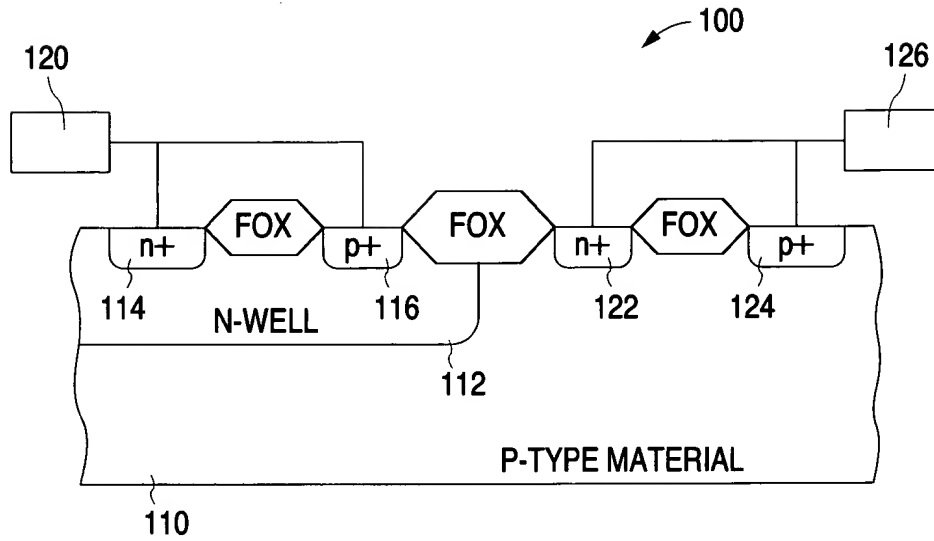 100
120
126
FOX
FOX
FOX
n+
p+
n+
p+
114
116
122
124
N-WELL
112
P-TYPE MATERIAL
110